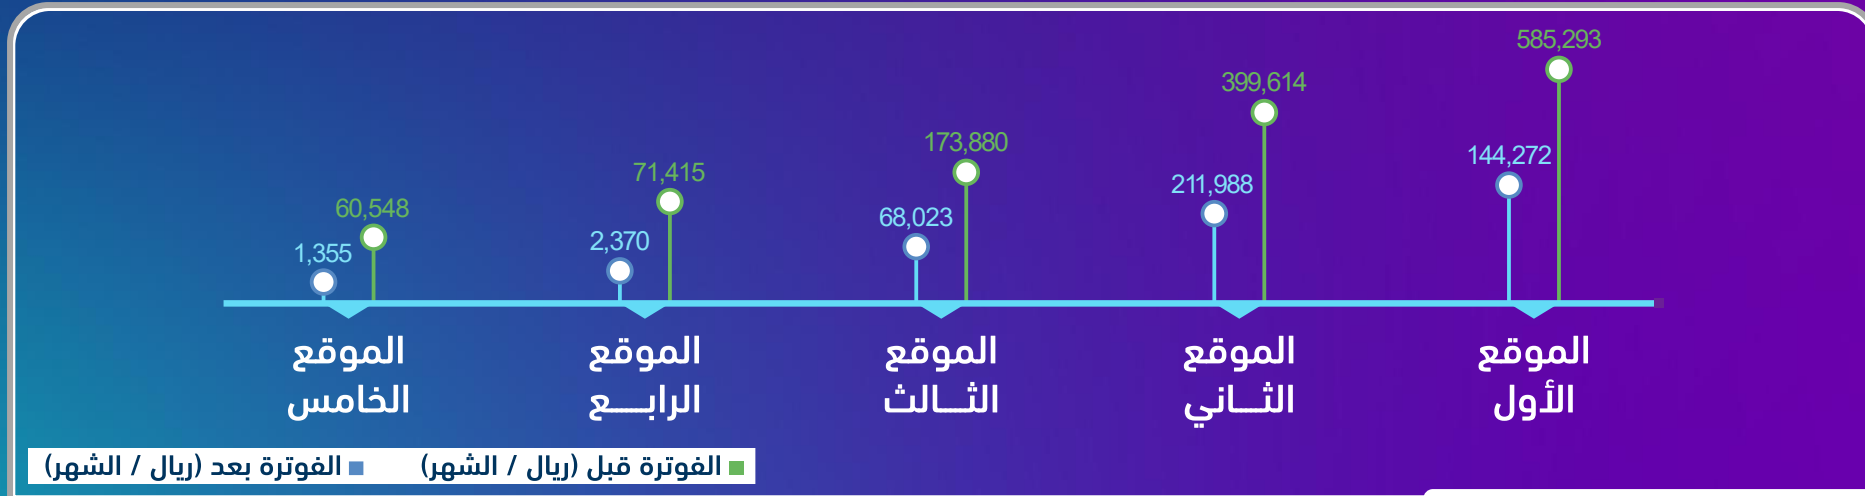 585,293
144,272
399,614
211,988
173,880
68,023
71,415
2,370
60,548
1,355
الموقع
الأول
الموقع
الثـــاني
الموقع
الثـــالث
الموقع
الرابـــــع
الموقع
الخامس
الفوترة قبل (ريال / الشهر)
الفوترة بعد (ريال / الشهر)